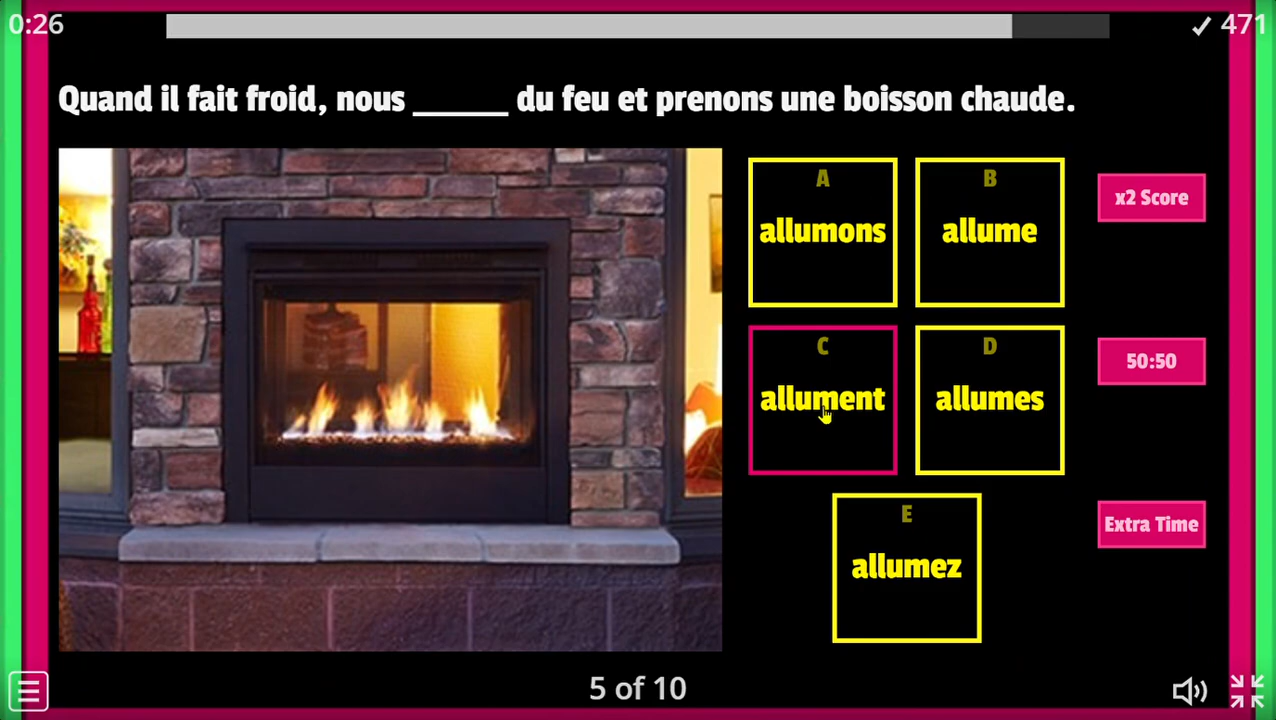 0:26
✓ 471
Quand il fait froid, nous ______ du feu et prenons une boisson chaude.
A
allumons
B
allume
x2 Score
C
allument
D
allumes
50:50
E
allumez
Extra Time
5 of 10